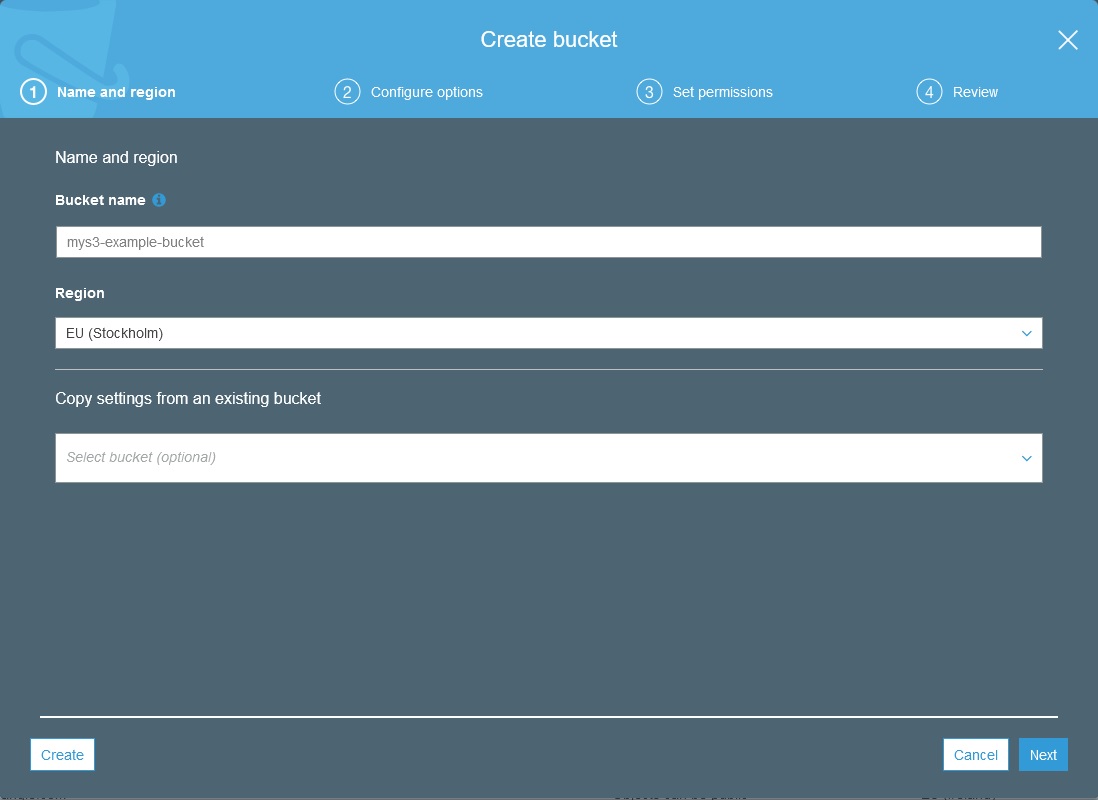 Create bucket
1 Name and region
2 Configure options
3 Set permissions
4 Review
Name and region
Bucket name
mys3-example-bucket
Region
EU (Stockholm)
Copy settings from an existing bucket
Select bucket (optional)
Create
Cancel
Next